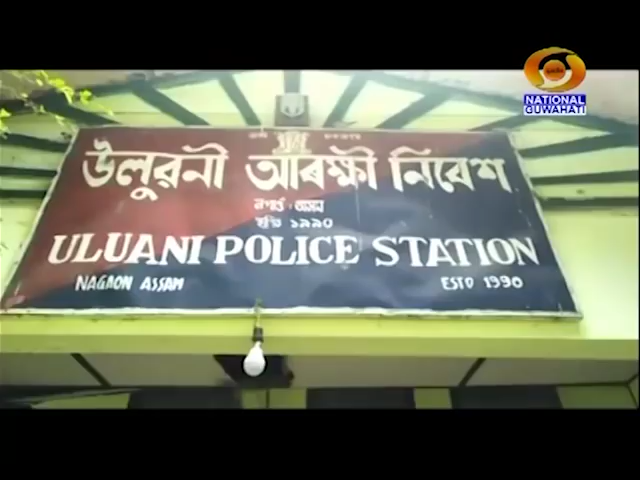 NATIONAL
GUWAHATI
উলুৱনী আৰক্ষী নিবেশ
নগাওঁ : অসম
স্থাপিত ১৯৯০
ULUANI POLICE STATION
NAGAON ASSAM
ESTD 1990